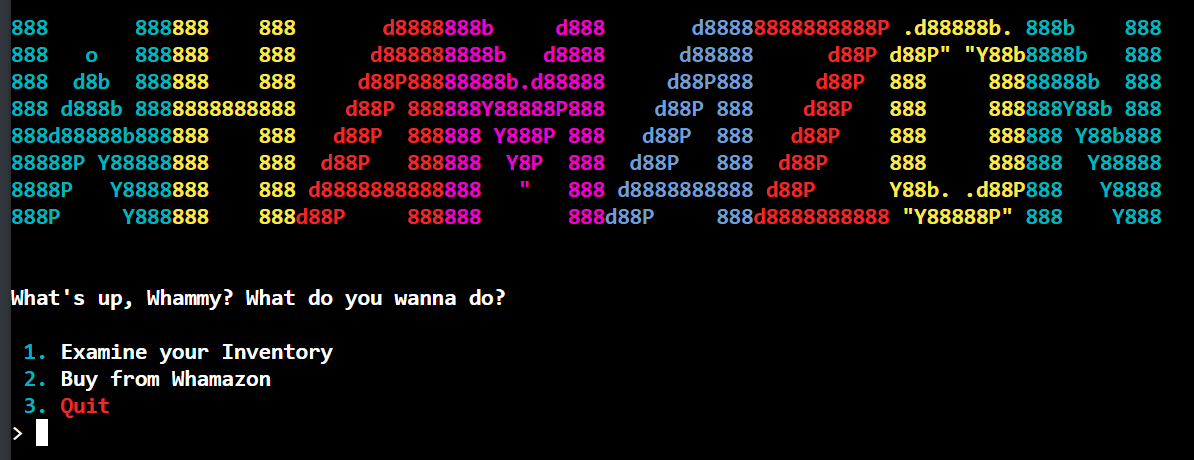 888       888888    888       d8888888b     d888       d88888888888888P .d88888b. 888b    888
888   o   888888    888      d888888888b   d8888      d88888      d88P d88P" "Y88b8888b   888
888  d8b  888888    888     d88P88888888b.d88888     d88P888     d88P  888     88888888b  888
888 d888b 8888888888888    d88P 888888Y88888P888    d88P 888    d88P   888     888888Y88b 888
888d88888b888888    888   d88P  888888 Y888P 888   d88P  888   d88P    888     888888 Y88b888
88888P Y88888888    888  d88P   888888  Y8P  888  d88P   888  d88P     888     888888  Y88888
8888P   Y8888888    888 d8888888888888   "   888 d8888888888 d88P      Y88b. .d88P888   Y8888
888P     Y888888    888d88P     888888       888d88P     888d8888888888 "Y88888P" 888    Y888
What's up, Whammy? What do you wanna do?
1. Examine your Inventory
2. Buy from Whamazon
3. Quit
>